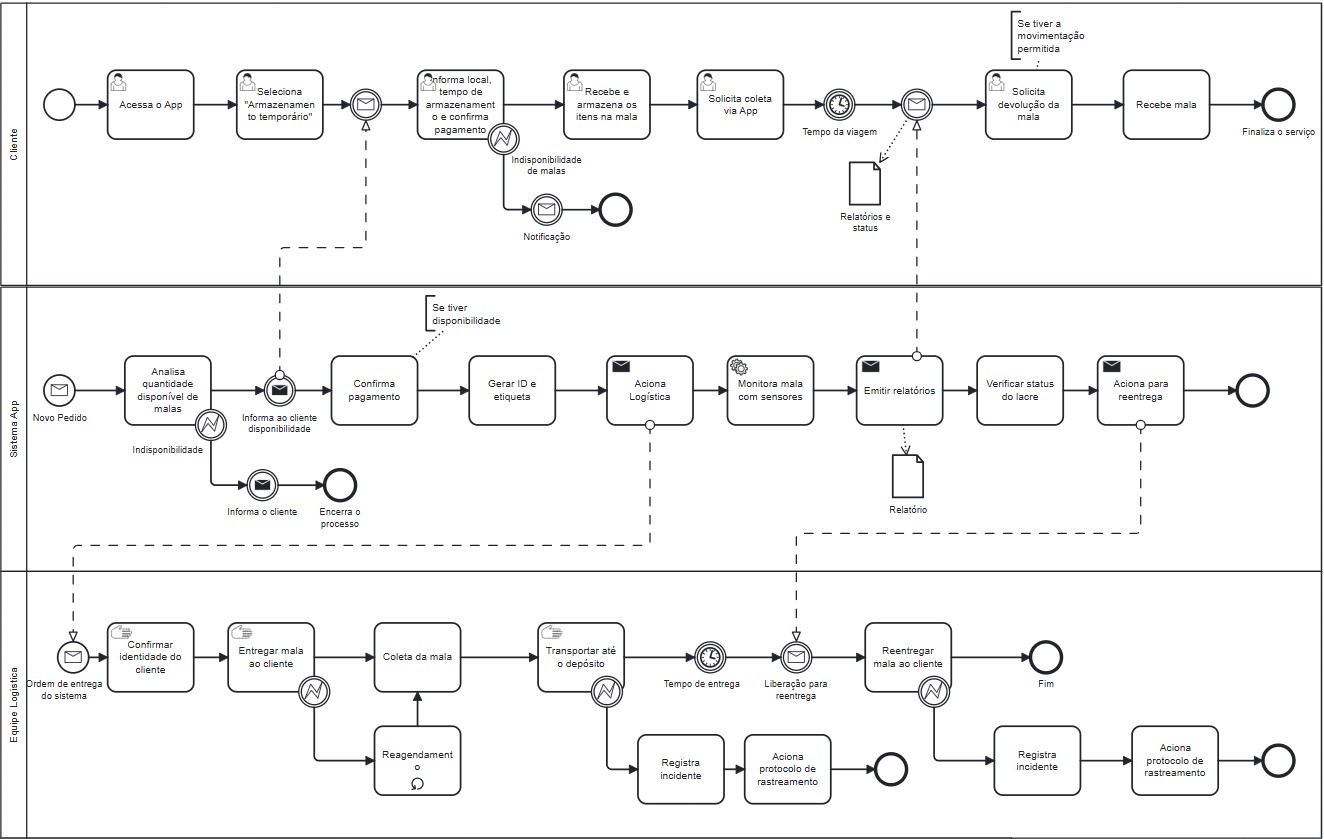 Cliente
Se tiver a
movimentação
permitida
Acessa o App
Seleciona
"Armazenamen
to temporário"
Informa local,
tempo de
armazenament
o e confirma
pagamento
Indisponibilidade
de malas
Notificação
Recebe e
armazena os
itens na mala
Solicita coleta
via App
Tempo da viagem
Relatórios e
status
Solicita
devolução da
mala
Recebe mala
Finaliza o serviço
Sistema App
Novo Pedido
Analisa
quantidade
disponível de
malas
Indisponibilidade
Informa o cliente
Encerra o
processo
Informa ao cliente
disponibilidade
Se tiver
disponibilidade
Confirma
pagamento
Gerar ID e
etiqueta
Aciona
Logística
Monitora mala
com sensores
Emitir relatórios
Relatório
Verificar status
do lacre
Aciona para
reentrega
Equipe Logística
Ordem de entrega
do sistema
Confirmar
identidade do
cliente
Entregar mala
ao cliente
Coleta da mala
Reagendament
o
Transportar até
o depósito
Registra
incidente
Aciona
protocolo de
rastreamento
Tempo de entrega
Liberação para
reentrega
Reentregar
mala ao cliente
Fim
Registra
incidente
Aciona
protocolo de
rastreamento